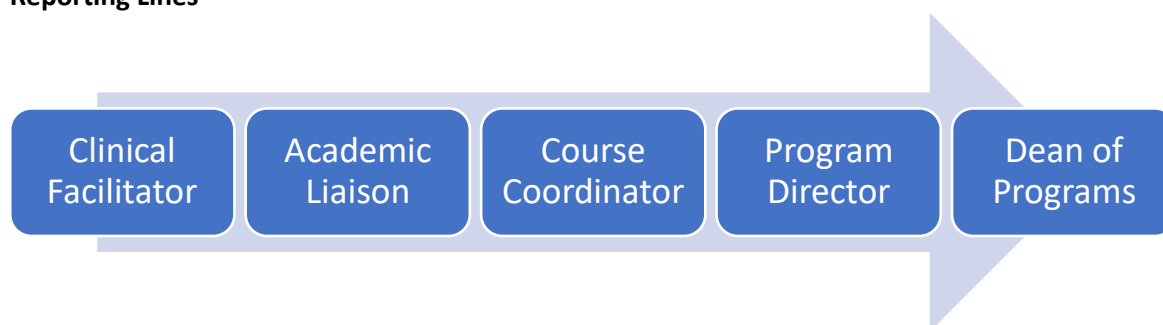 Reporting Lines
Clinical
Facilitator
Academic
Liaison
Course
Coordinator
Program
Director
Dean of
Programs